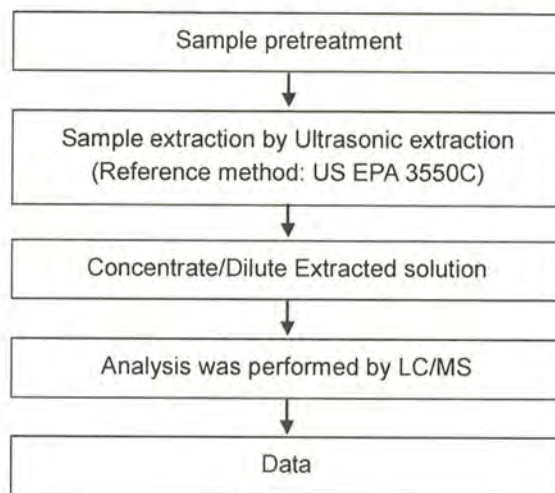 Sample pretreatment
Sample extraction by Ultrasonic extraction
(Reference method: US EPA 3550C)
Concentrate/Dilute Extracted solution
Analysis was performed by LC/MS
Data